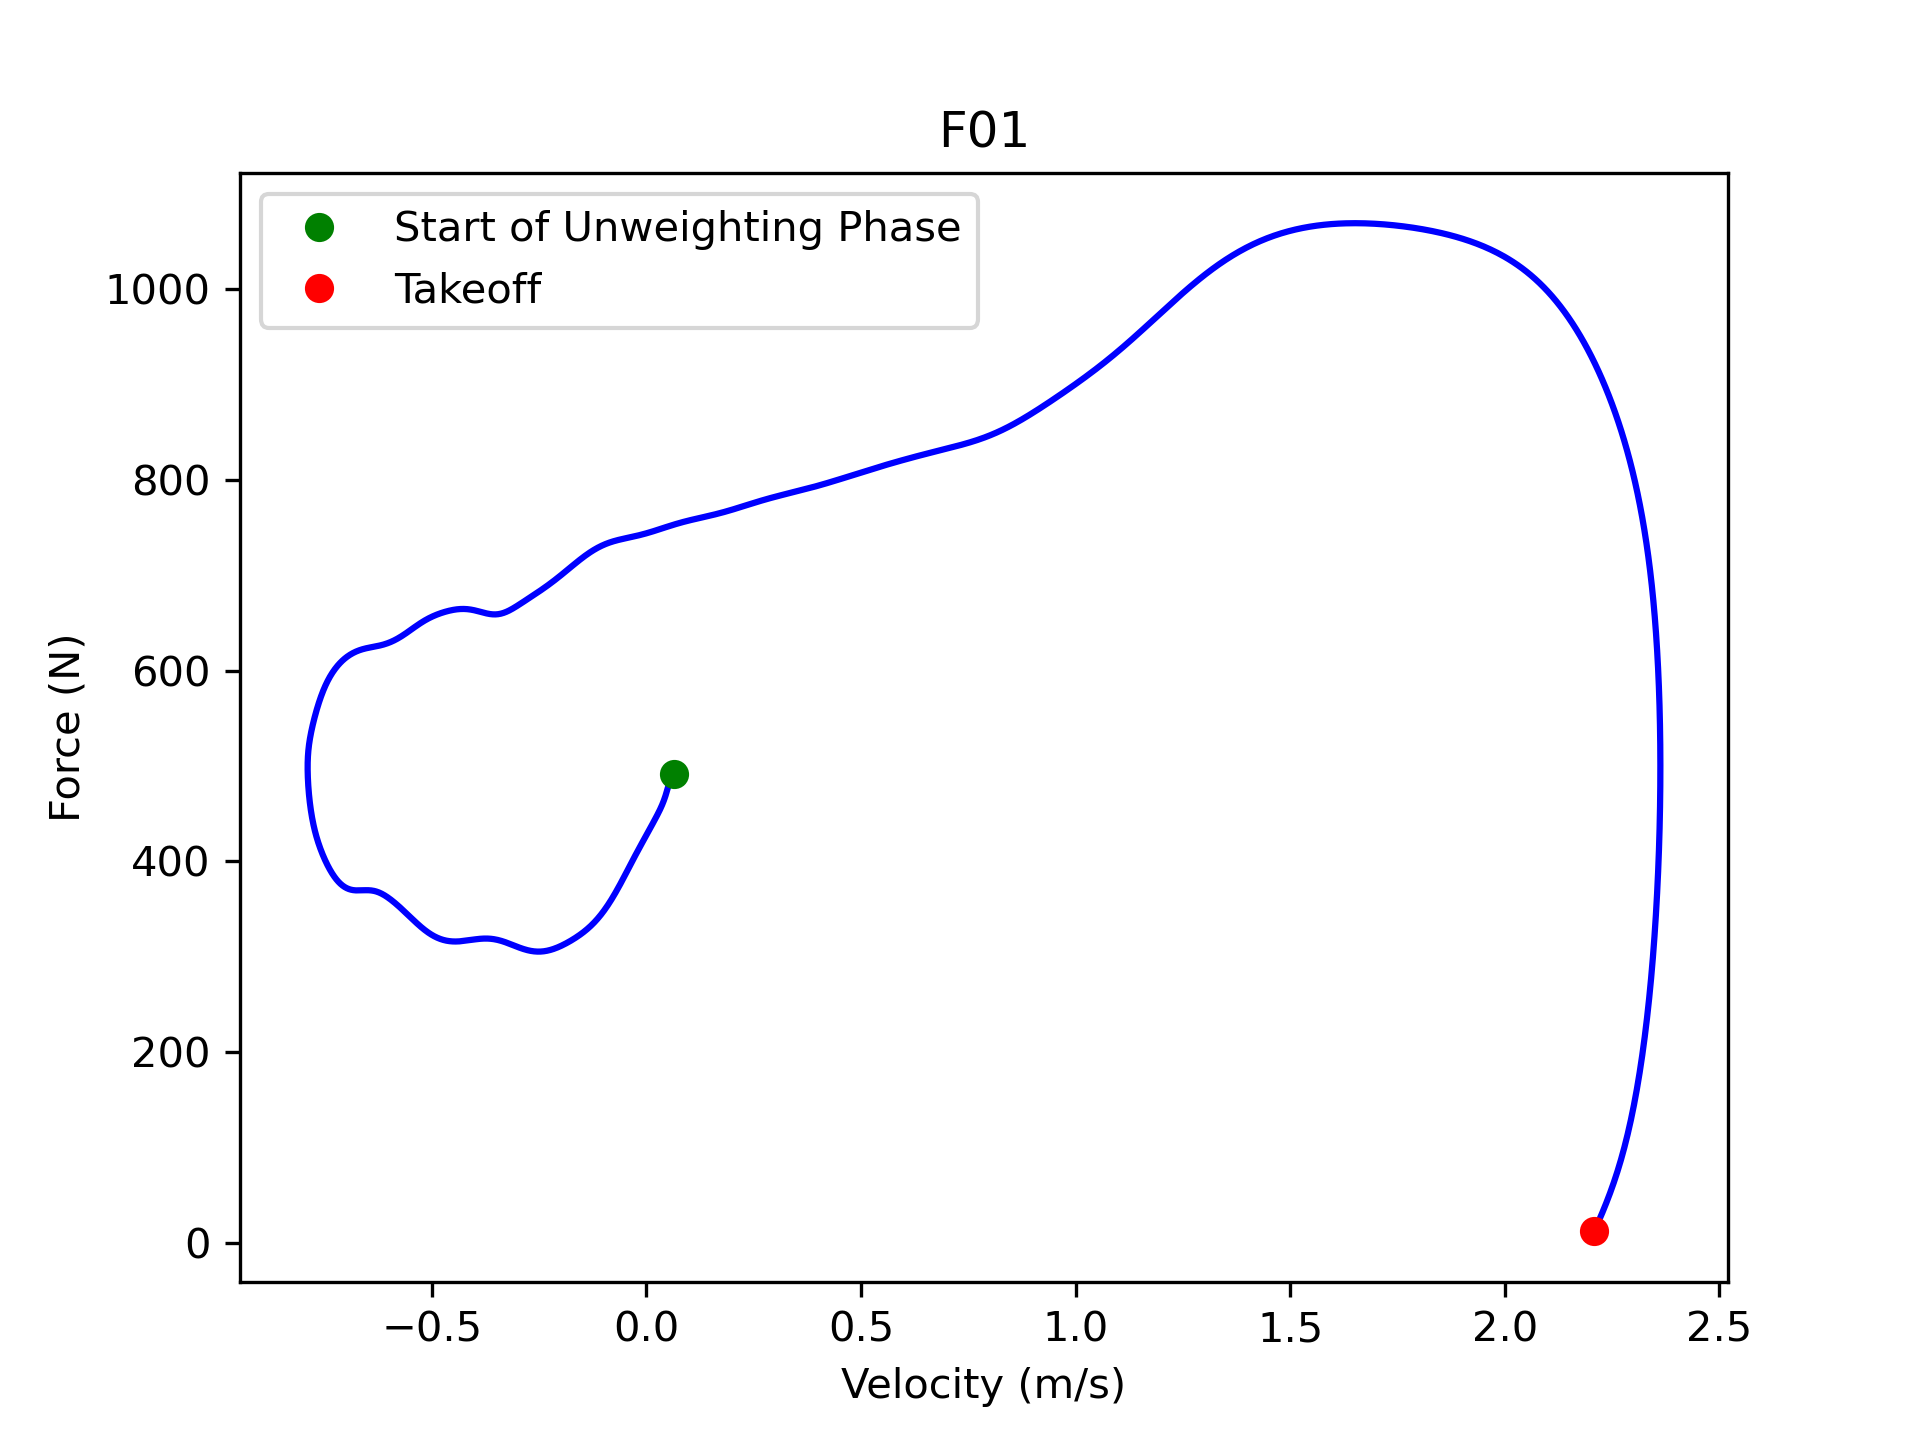 F01
Start of Unweighting Phase
Takeoff
1000
800
600
400
200
0
Force (N)
−0.5 0.0 0.5 1.0 1.5 2.0 2.5
Velocity (m/s)